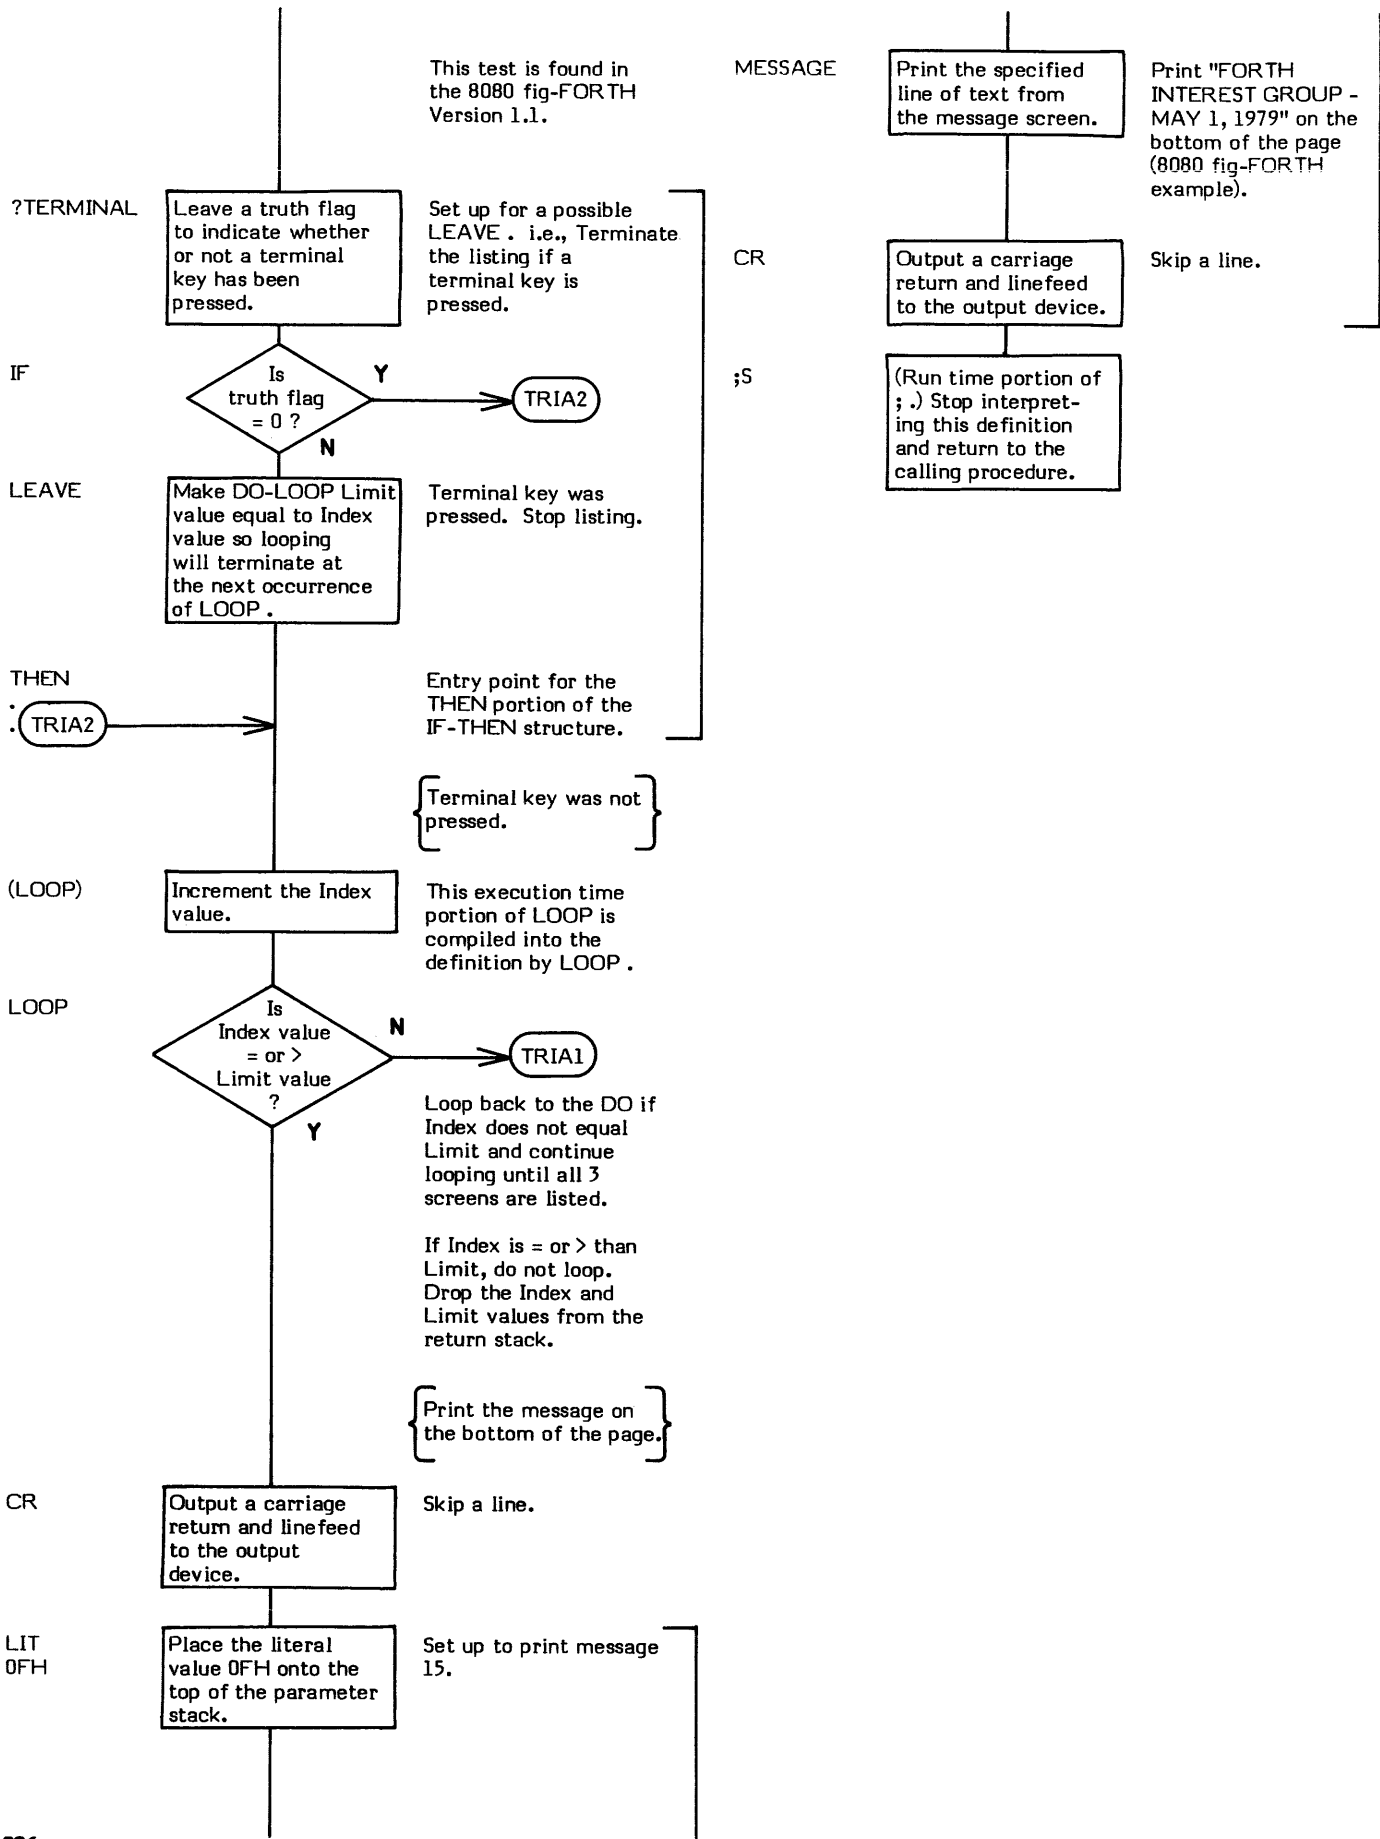 This test is found in
the 8080 fig-FORTH
Version 1.1.
?TERMINAL
Leave a truth flag
to indicate whether
or not a terminal
key has been
pressed.
Set up for a possible
LEAVE . i.e., Terminate
the listing if a
terminal key is
pressed.
IF
Is
truth flag
= 0 ?
Y
N
TRIA2
LEAVE
Make DO-LOOP Limit
value equal to Index
value so looping
will terminate at
the next occurrence
of LOOP .
Terminal key was
pressed. Stop listing.
THEN
:
TRIA2
Entry point for the
THEN portion of the
IF-THEN structure.
Terminal key was not
pressed.
(LOOP)
Increment the Index
value.
This execution time
portion of LOOP is
compiled into the
definition by LOOP .
LOOP
Is
Index value
= or >
Limit value
?
N
Y
TRIA1
Loop back to the DO if
Index does not equal
Limit and continue
looping until all 3
screens are listed.
If Index is = or > than
Limit, do not loop.
Drop the Index and
Limit values from the
return stack.
Print the message on
the bottom of the page.
CR
Output a carriage
return and linefeed
to the output
device.
Skip a line.
LIT
0FH
Place the literal
value 0FH onto the
top of the parameter
stack.
Set up to print message
15.
MESSAGE
Print the specified
line of text from
the message screen.
Print "FORTH
INTEREST GROUP -
MAY 1, 1979" on the
bottom of the page
(8080 fig-FORTH
example).
CR
Output a carriage
return and linefeed
to the output device.
Skip a line.
;S
(Run time portion of
; .) Stop interpret-
ing this definition
and return to the
calling procedure.